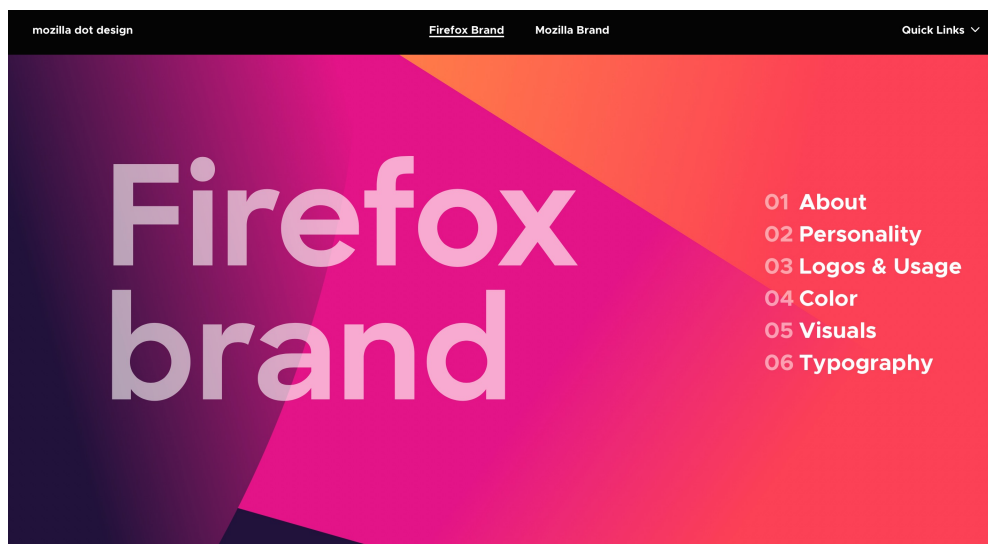 mozilla dot design
Firefox Brand
Mozilla Brand
Quick Links
Firefox
brand
01 About
02 Personality
03 Logos & Usage
04 Color
05 Visuals
06 Typography